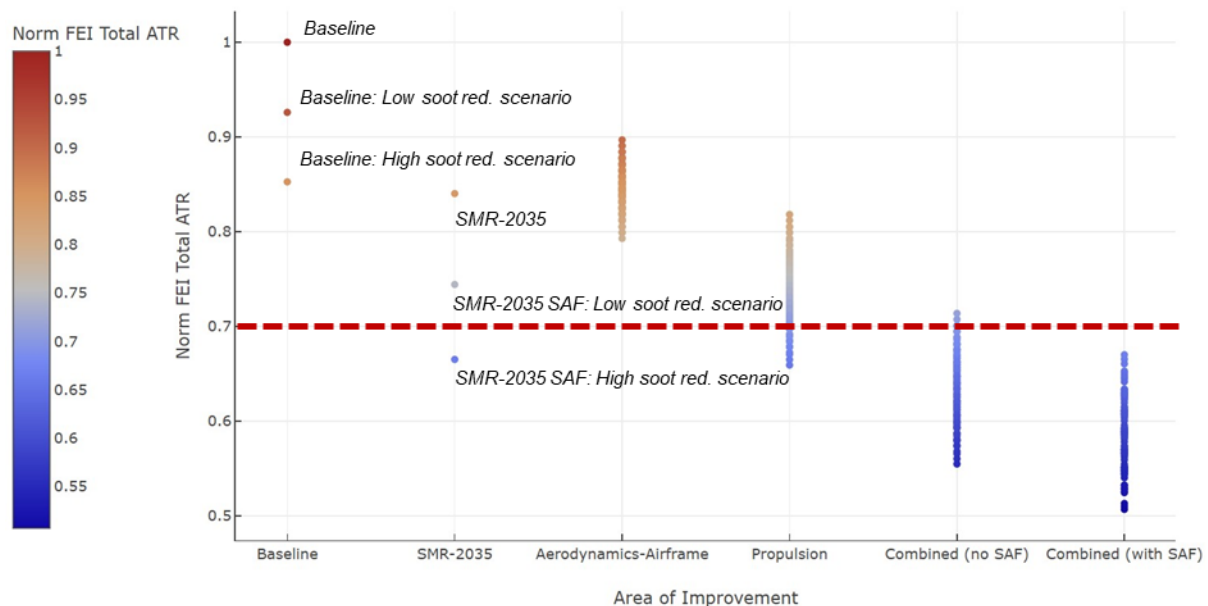 Norm FEI Total ATR
1
0.95
0.9
0.85
0.8
0.75
0.7
0.65
0.6
0.55
Norm FEI Total ATR
1
0.9
0.8
0.7
0.6
0.5
Baseline
Baseline: Low soot red. scenario
Baseline: High soot red. scenario
SMR-2035
SMR-2035 SAF: Low soot red. scenario
SMR-2035 SAF: High soot red. scenario
Baseline
SMR-2035
Aerodynamics-Airframe
Propulsion
Combined (no SAF)
Combined (with SAF)
Area of Improvement